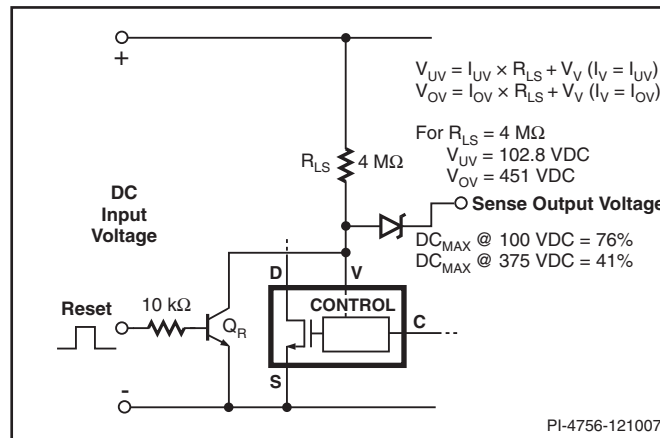 +
V_UV = I_UV × R_LS + V_V (I_V = I_UV)
V_OV = I_OV × R_LS + V_V (I_V = I_OV)
For R_LS = 4 MΩ
V_UV = 102.8 VDC
V_OV = 451 VDC
R_LS
4 MΩ
DC
Input
Voltage
Sense Output Voltage
DC_MAX @ 100 VDC = 76%
DC_MAX @ 375 VDC = 41%
D
V
CONTROL
Reset
10 kΩ
Q_R
C
S
-
PI-4756-121007